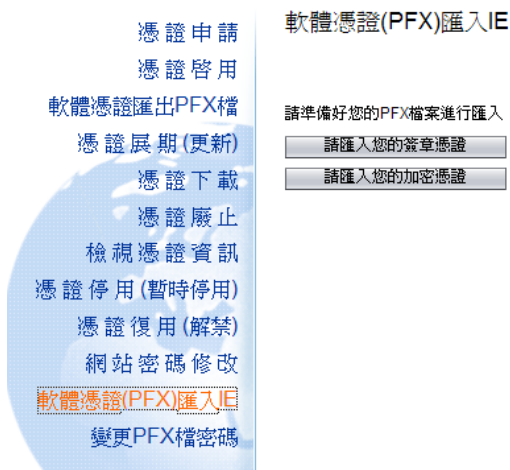 憑證申請
憑證啓用
軟體憑證匯出PFX檔
憑證展期(更新)
憑證下載
憑證廢止
檢視憑證資訊
憑證停用(暫時停用)
憑證復用(解禁)
網站密碼修改
軟體憑證(PFX)匯入IE
變更PFX檔密碼
軟體憑證(PFX)匯入IE
請準備好您的PFX檔案進行匯入
請匯入您的簽章憑證
請匯入您的加密憑證